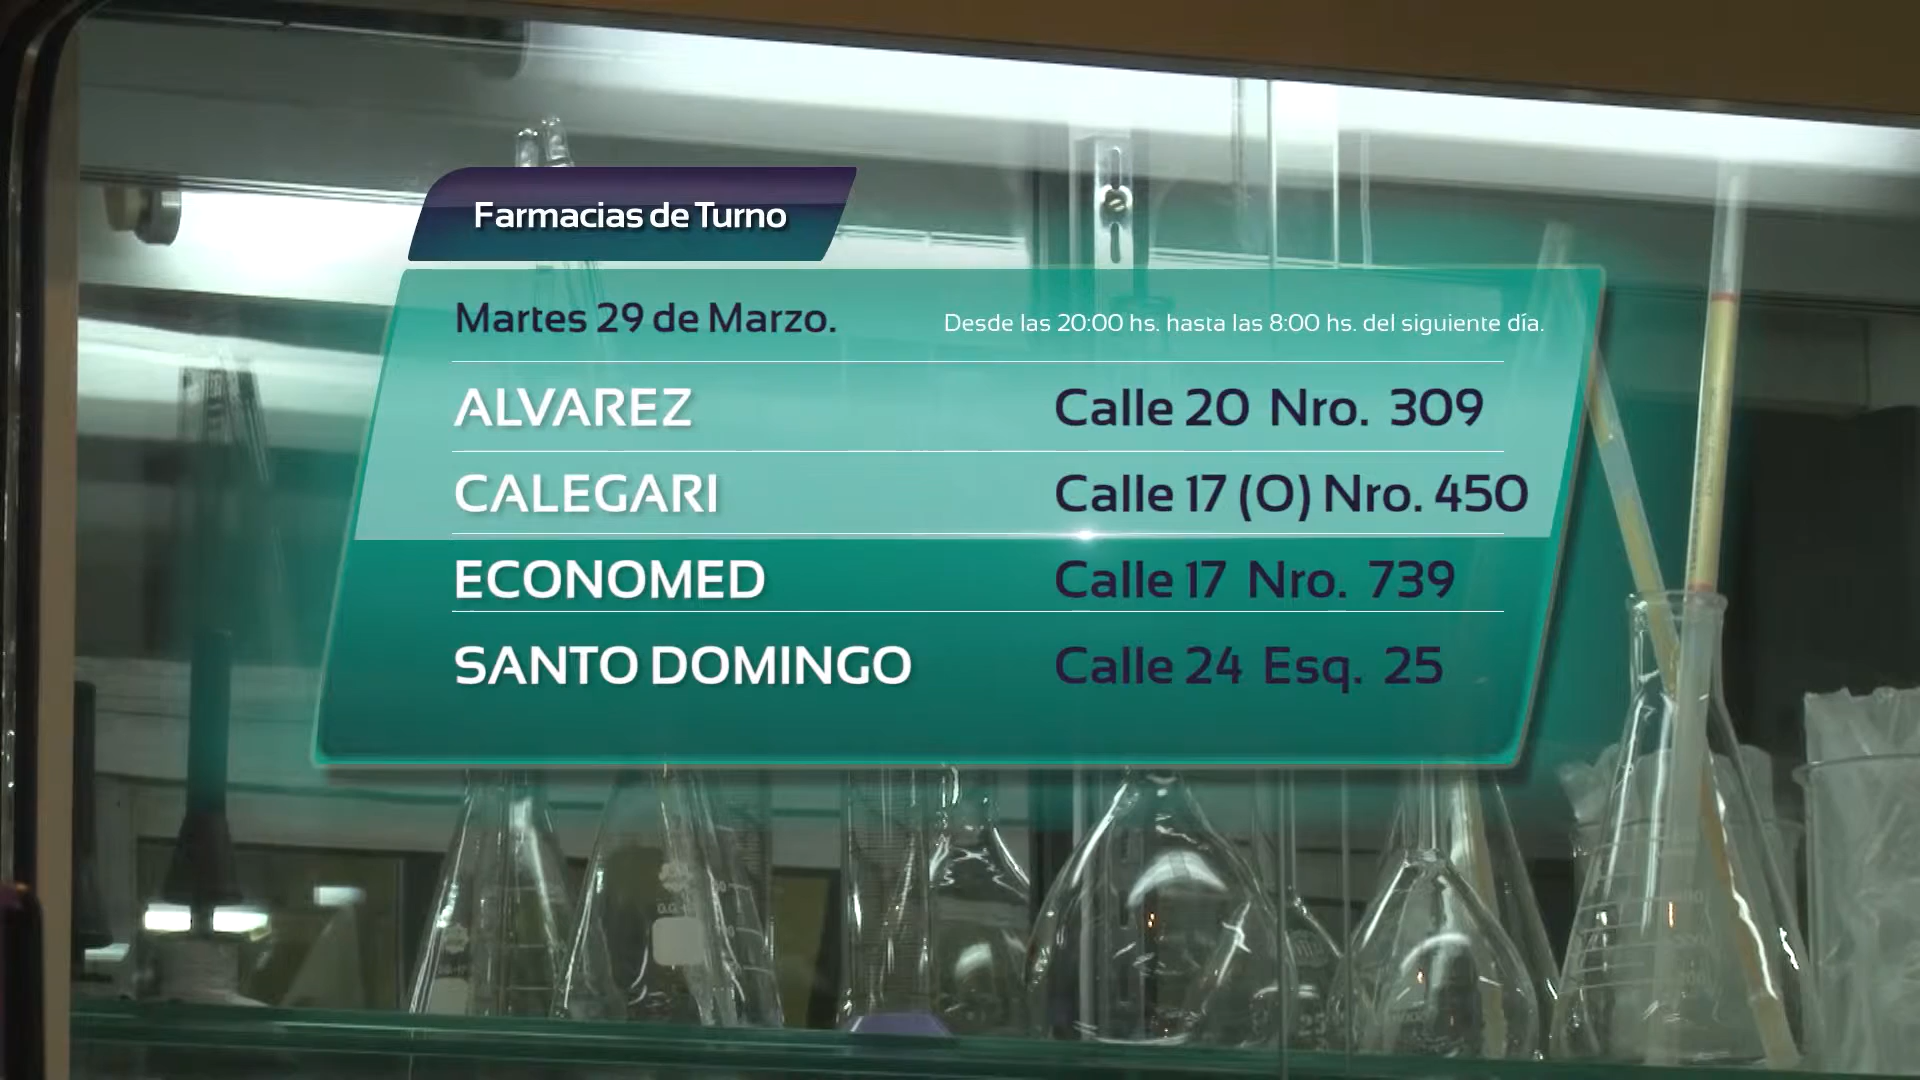 Farmacias de Turno
Martes 29 de Marzo. Desde las 20:00 hs. hasta las 8:00 hs. del siguiente día.
ALVAREZ Calle 20 Nro. 309
CALEGARI Calle 17 (O) Nro. 450
ECONOMED Calle 17 Nro. 739
SANTO DOMINGO Calle 24 Esq. 25